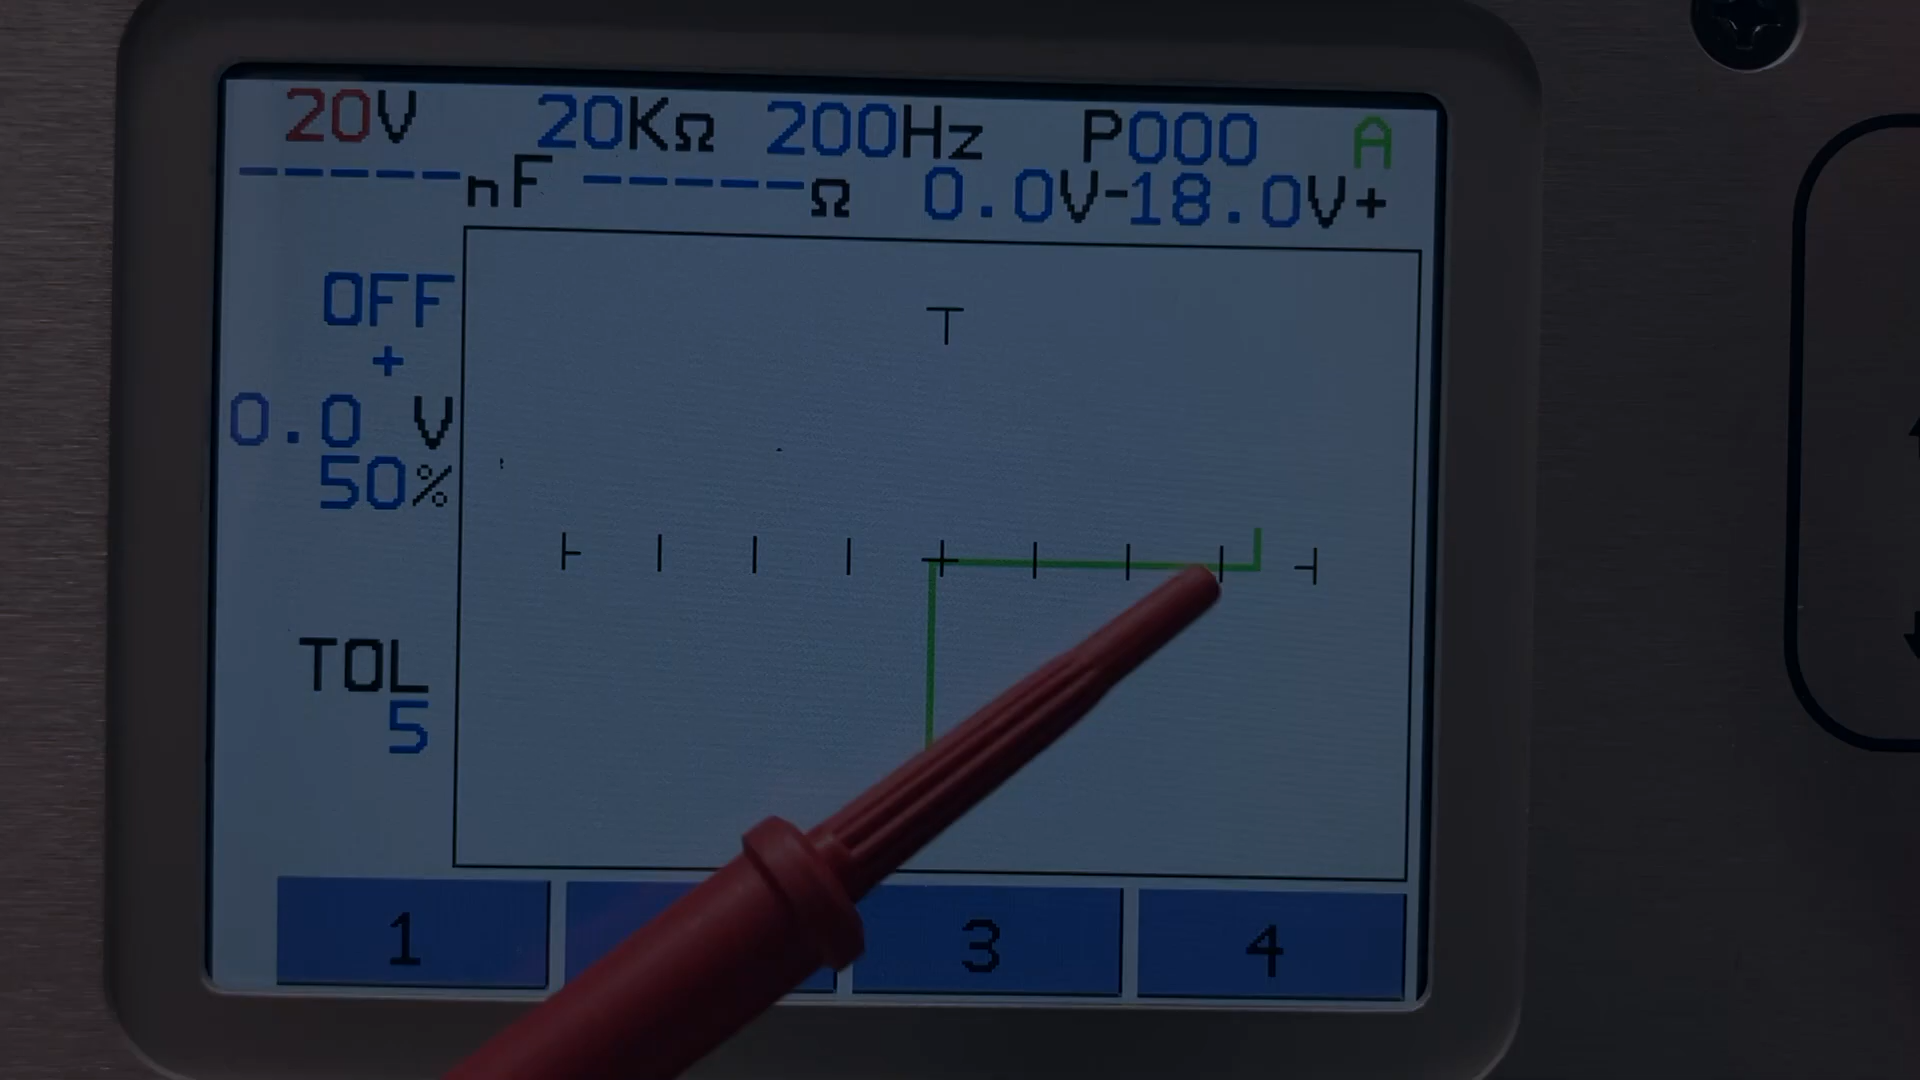 20V 20KΩ 200Hz P000 A
------nF ------Ω 0.0V-18.0V+
OFF
+
0.0 V
50%
TOL
5
1 3 4